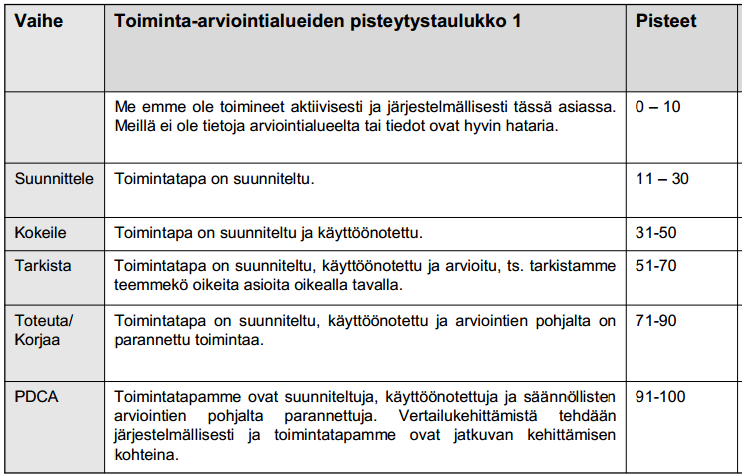 Vaihe Toiminta-arviointialueiden pisteytystaulukko 1 Pisteet
Me emme ole toimineet aktiivisesti ja järjestelmällisesti tässä asiassa. 0 – 10
Meillä ei ole tietoja arviointialueelta tai tiedot ovat hyvin hataria.
Suunnittele Toimintatapa on suunniteltu. 11 – 30
Kokeile Toimintapa on suunniteltu ja käyttöönotettu. 31-50
Tarkista Toimintatapa on suunniteltu, käyttöönotettu ja arvioitu, ts. tarkistamme 51-70
teemmekö oikeita asioita oikealla tavalla.
Toteuta/ Toimintatapa on suunniteltu, käyttöönotettu ja arviointien pohjalta on 71-90
Korjaa parannettu toimintaa.
PDCA Toimintatapamme ovat suunniteltuja, käyttöönotettuja ja säännöllisten 91-100
arviointien pohjalta parannettuja. Vertailukehittämistä tehdään
järjestelmällisesti ja toimintatapamme ovat jatkuvan kehittämisen
kohteina.